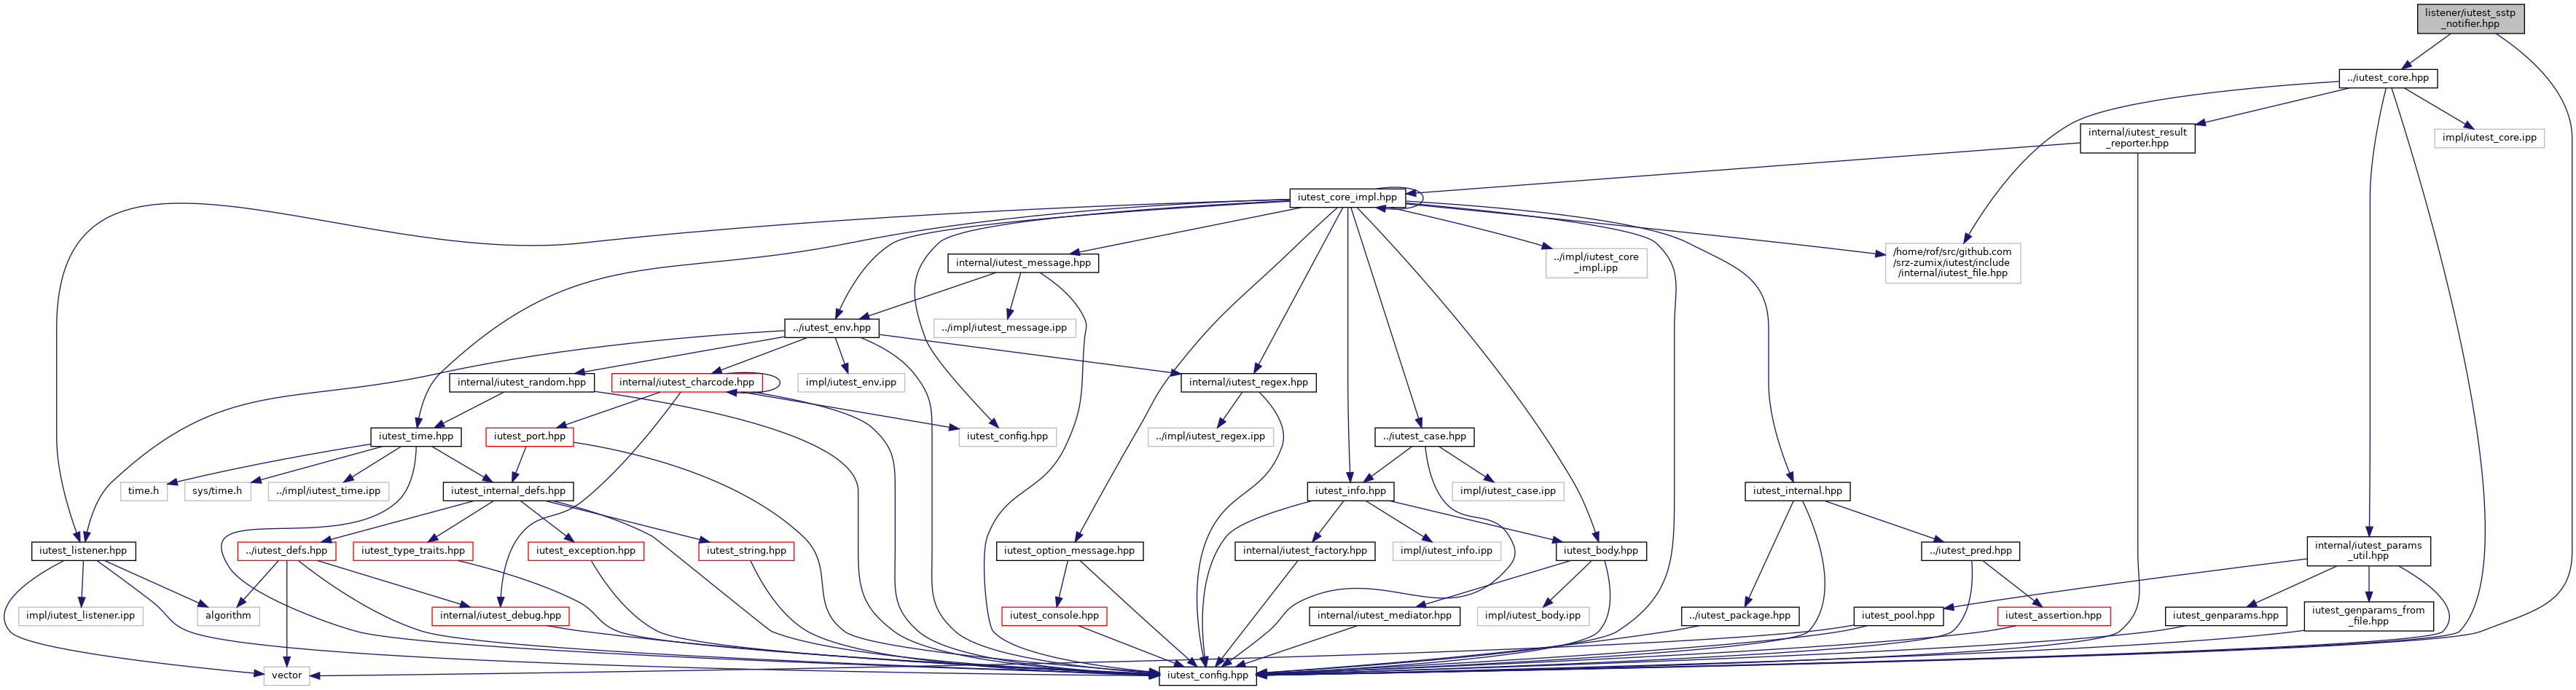 listener/iutest_sstp
_notifier.hpp
../iutest_core.hpp
internal/iutest_result
_reporter.hpp
impl/iutest_core.ipp
iutest_core_impl.hpp
internal/iutest_message.hpp
../impl/iutest_core
_impl.ipp
/home/rof/src/github.com
/srz-zumix/iutest/include
/internal/iutest_file.hpp
../iutest_env.hpp
../impl/iutest_message.ipp
internal/iutest_random.hpp
internal/iutest_charcode.hpp
impl/iutest_env.ipp
internal/iutest_regex.hpp
iutest_time.hpp
iutest_port.hpp
iutest_config.hpp
../impl/iutest_regex.ipp
../iutest_case.hpp
time.h
sys/time.h
../impl/iutest_time.ipp
iutest_internal_defs.hpp
iutest_info.hpp
impl/iutest_case.ipp
iutest_internal.hpp
iutest_listener.hpp
../iutest_defs.hpp
iutest_type_traits.hpp
iutest_exception.hpp
iutest_string.hpp
iutest_option_message.hpp
internal/iutest_factory.hpp
impl/iutest_info.ipp
iutest_body.hpp
../iutest_pred.hpp
internal/iutest_params
_util.hpp
impl/iutest_listener.ipp
algorithm
internal/iutest_debug.hpp
iutest_console.hpp
internal/iutest_mediator.hpp
impl/iutest_body.ipp
../iutest_package.hpp
iutest_pool.hpp
iutest_assertion.hpp
iutest_genparams.hpp
iutest_genparams_from
_file.hpp
vector
iutest_config.hpp